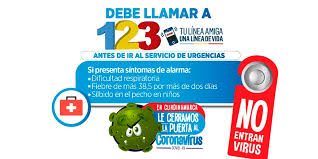 DEBE LLAMAR A
123
TU LÍNEA AMIGA
UNA LÍNEA DE VIDA
ANTES DE IR AL SERVICIO DE URGENCIAS
Si presenta síntomas de alarma:
• Dificultad respiratoria
• Fiebre de más 38,5 por más de dos días
• Silbido en el pecho en niños
EN CUNDINAMARCA
LE CERRAMOS
LA PUERTA AL
Coronavirus
COVID-19
NO
ENTRAN
VIRUS